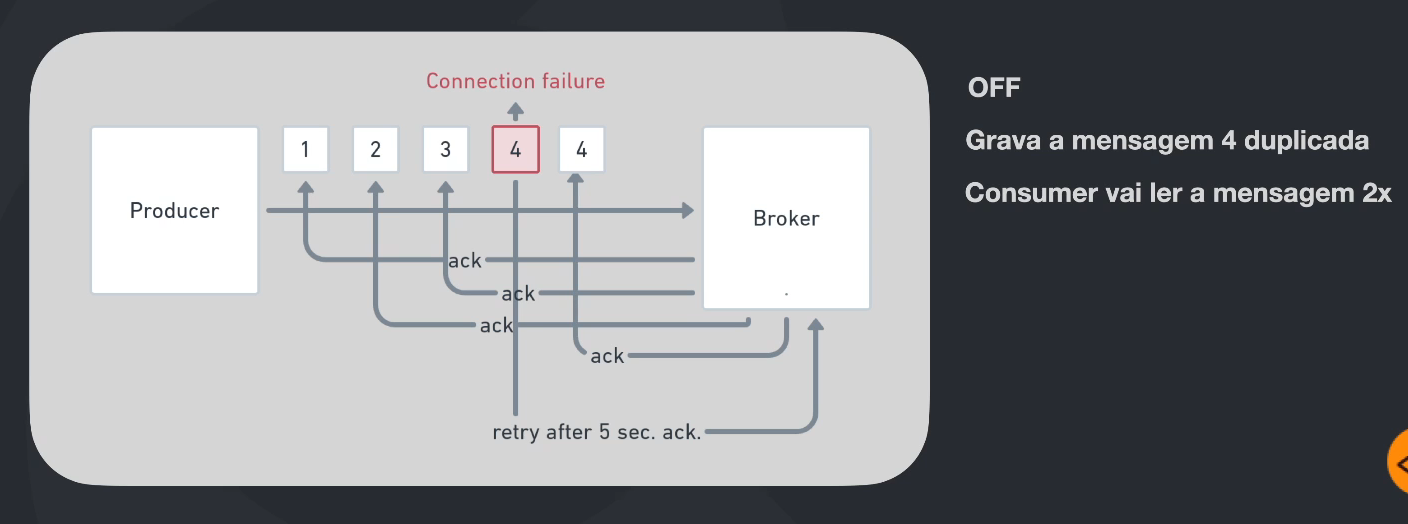 Connection failure
1
2
3
4
4
Producer
Broker
ack
ack
ack
ack
retry after 5 sec. ack.
OFF
Grava a mensagem 4 duplicada
Consumer vai ler a mensagem 2x